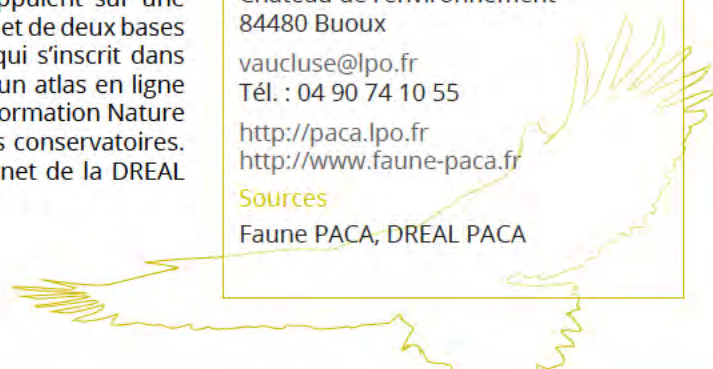 et de deux bases
qui s’inscrit dans
un atlas en ligne
ormation Nature
s conservatoires.
net de la DREAL
84480 Buoux
vaucluse@lpo.fr
Tél. : 04 90 74 10 55
http://paca.lpo.fr
http://www.faune-paca.fr
Sources
Faune PACA, DREAL PACA